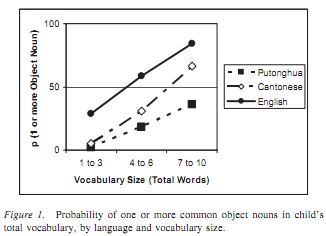 100
50
0
p (1 or more Object Noun)
1 to 3 4 to 6 7 to 10
Vocabulary Size (Total Words)
Putonghua
Cantonese
English
Figure 1. Probability of one or more common object nouns in child's
total vocabulary, by language and vocabulary size.